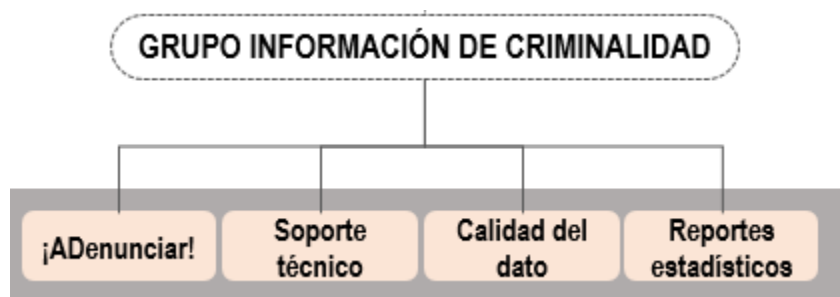 GRUPO INFORMACIÓN DE CRIMINALIDAD
¡ADenunciar!
Soporte
técnico
Calidad del
dato
Reportes
estadísticos